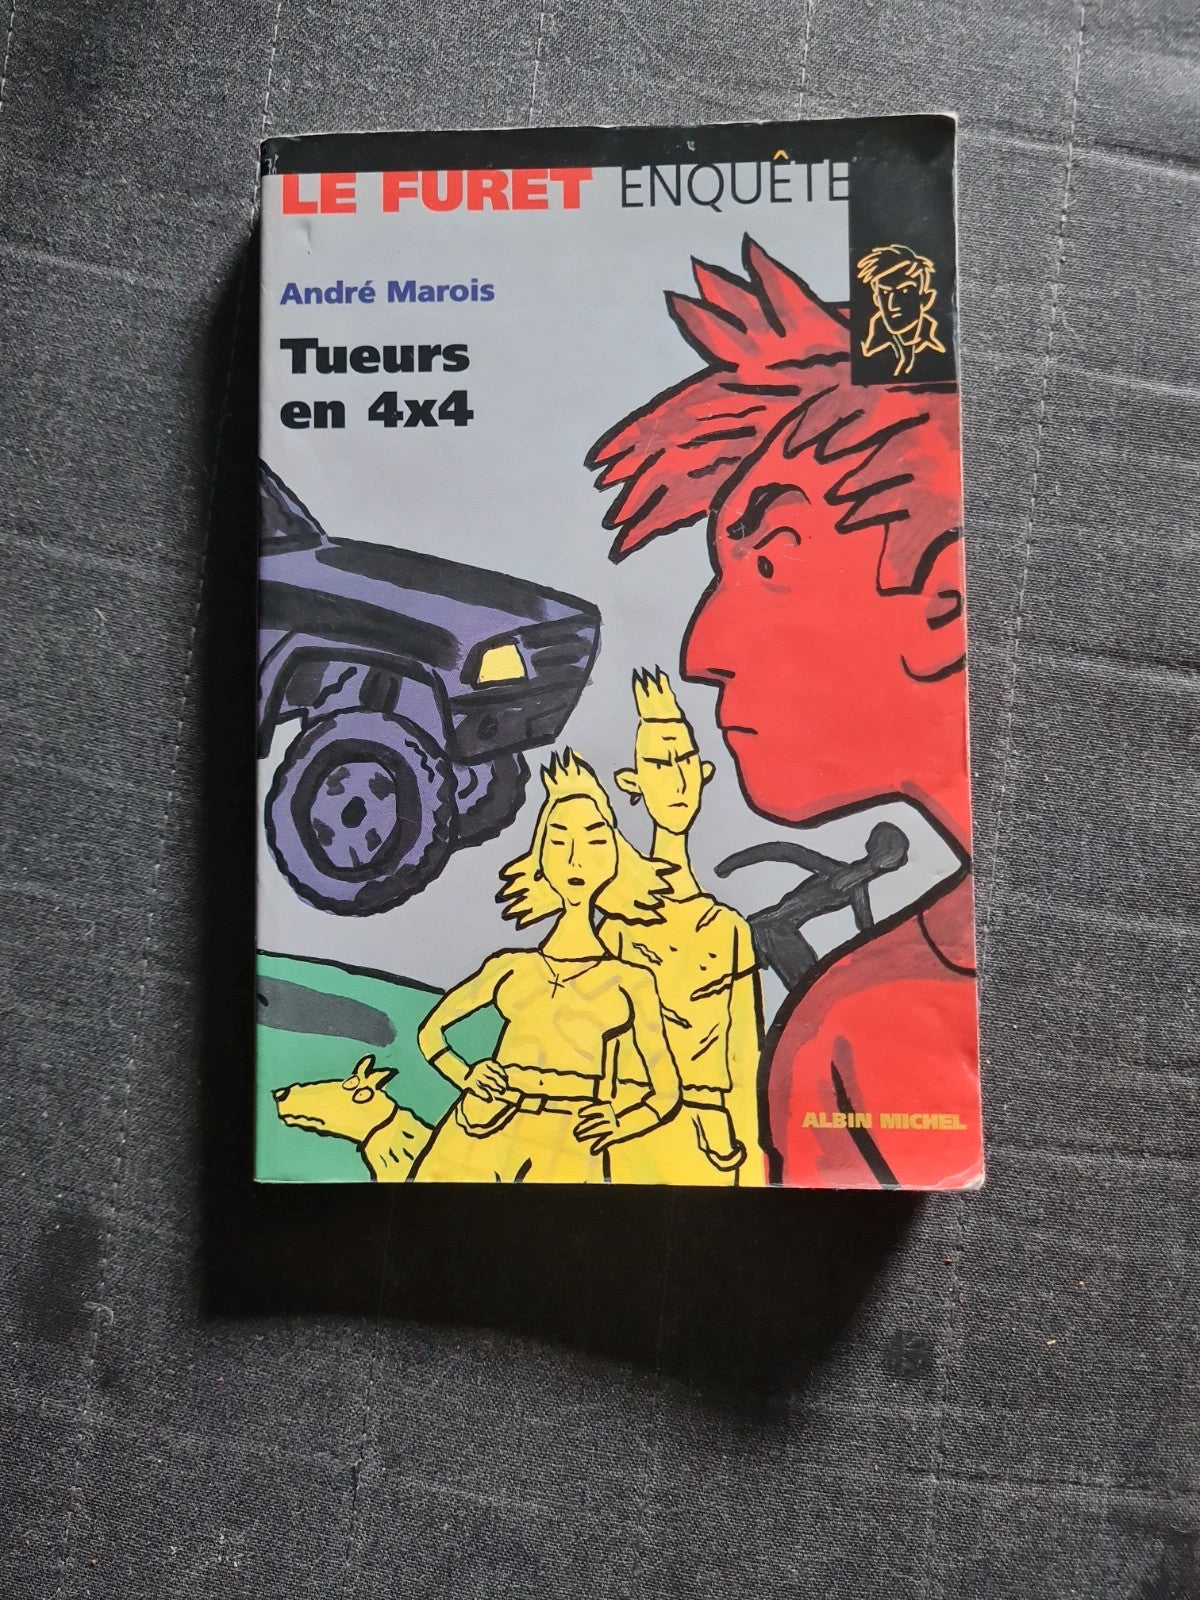 LE FURET ENQUÊTE
André Marois
Tueurs
en 4x4
ALBIN MICHEL